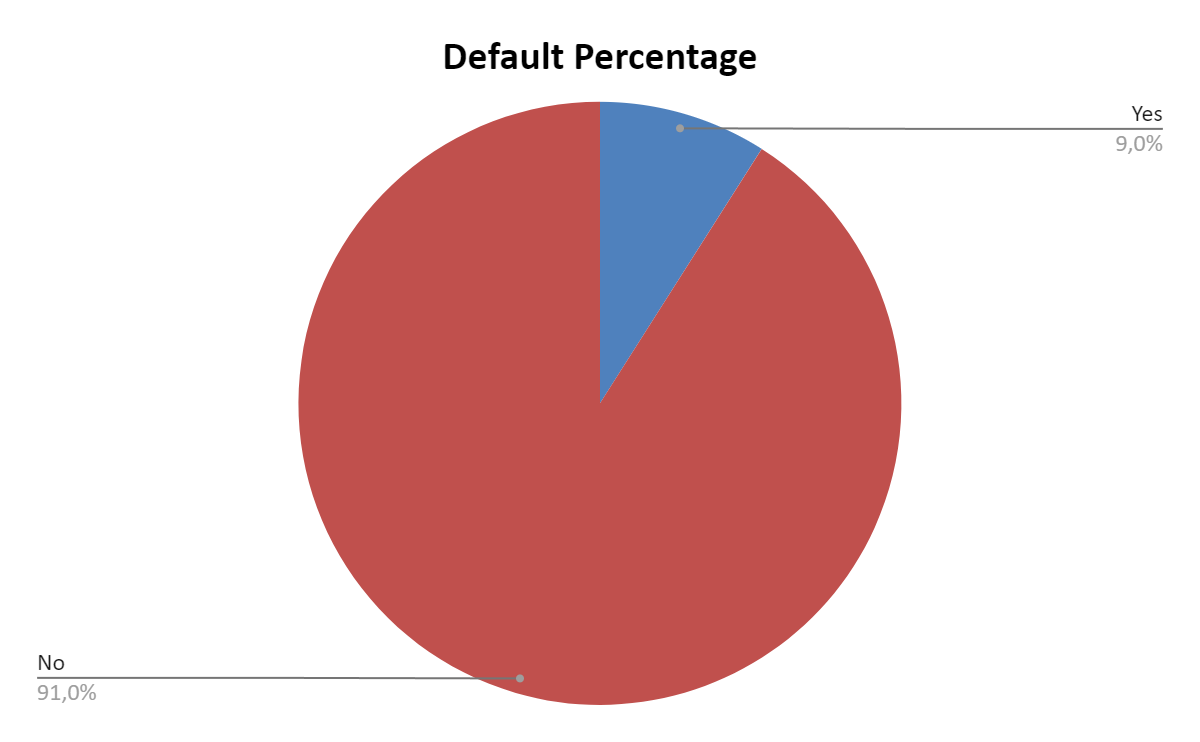 Default Percentage
Yes
9,0%
No
91,0%